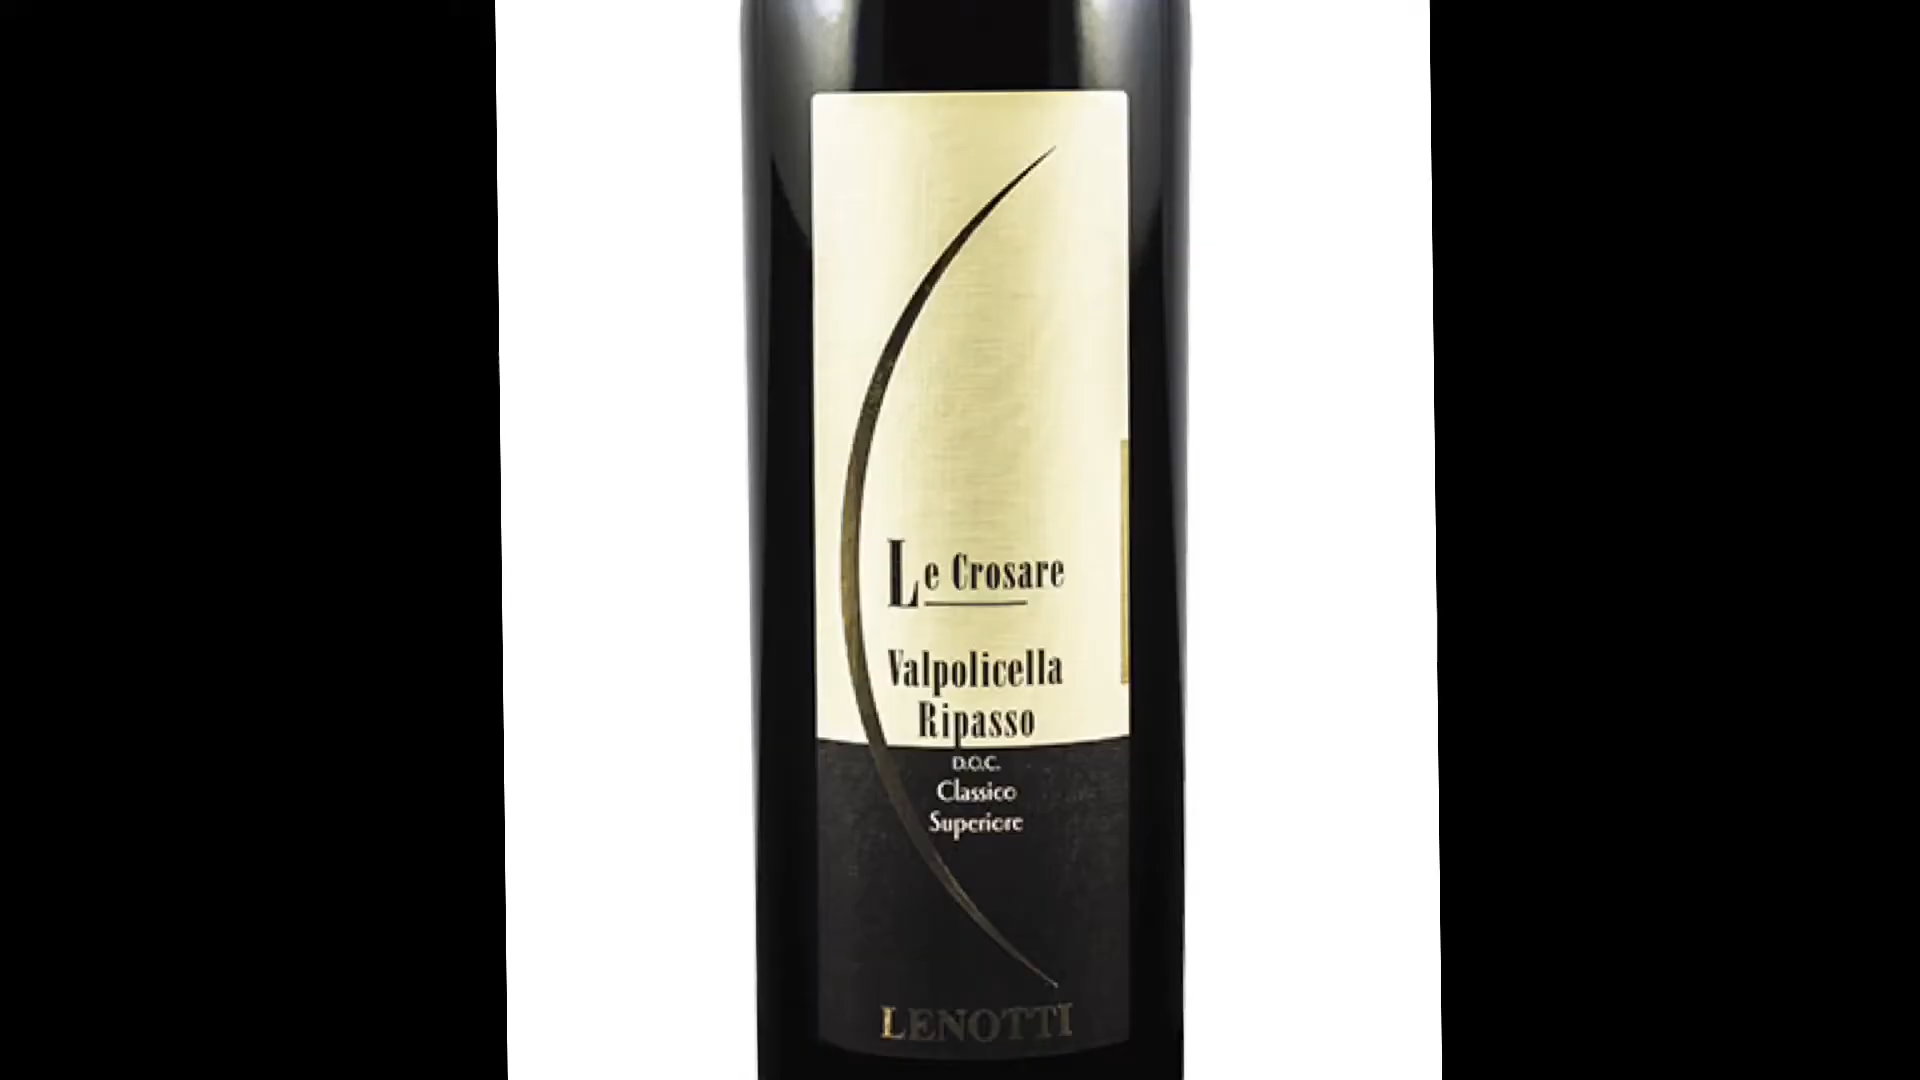 Le Crosare
Valpolicella
Ripasso
D.O.C.
Classico
Superiore
LENOTTI